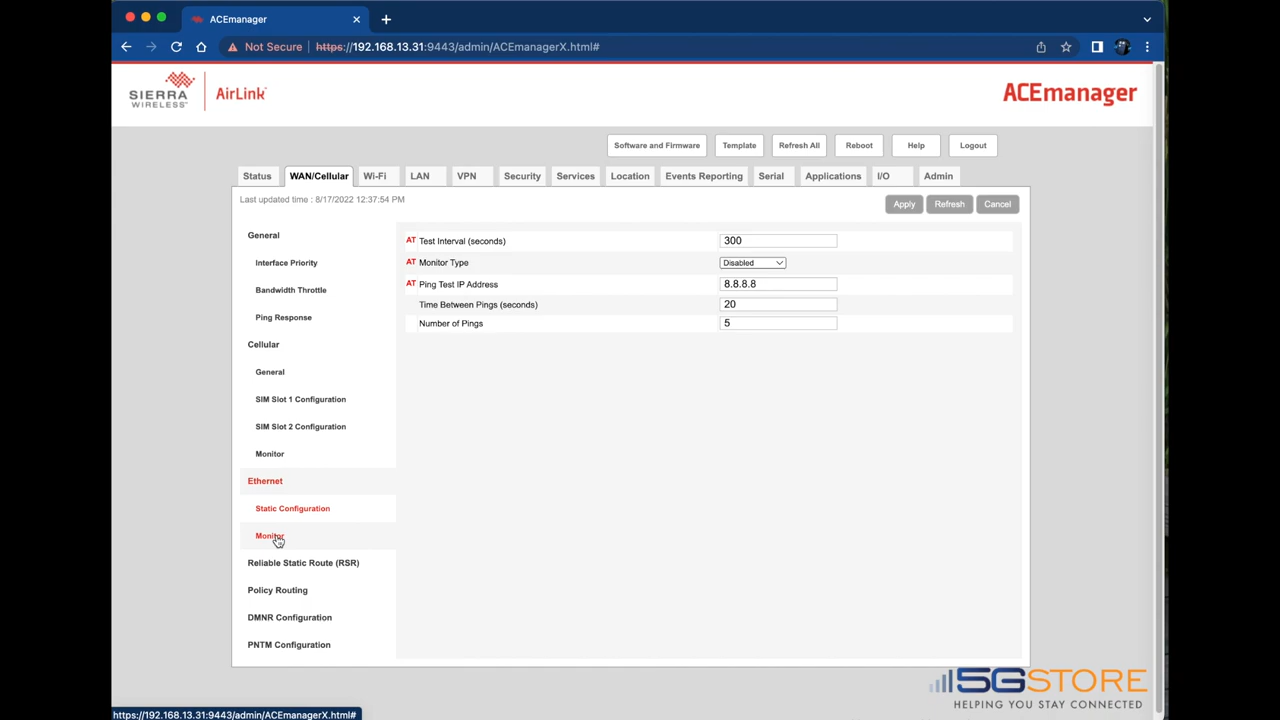 ACEmanager
Not Secure https://192.168.13.31:9443/admin/ACEmanagerX.html#
SIERRA WIRELESS AirLink
ACEmanager
Software and Firmware Template Refresh All Reboot Help Logout
Status WAN/Cellular Wi-Fi LAN VPN Security Services Location Events Reporting Serial Applications I/O Admin
Last updated time : 8/17/2022 12:37:54 PM
Apply Refresh Cancel
General
Interface Priority
Bandwidth Throttle
Ping Response
Cellular
General
SIM Slot 1 Configuration
SIM Slot 2 Configuration
Monitor
Ethernet
Static Configuration
Monitor
Reliable Static Route (RSR)
Policy Routing
DMNR Configuration
PNTM Configuration
AT Test Interval (seconds) 300
AT Monitor Type Disabled
AT Ping Test IP Address 8.8.8.8
Time Between Pings (seconds) 20
Number of Pings 5
5GSTORE
HELPING YOU STAY CONNECTED
https://192.168.13.31:9443/admin/ACEmanagerX.html#